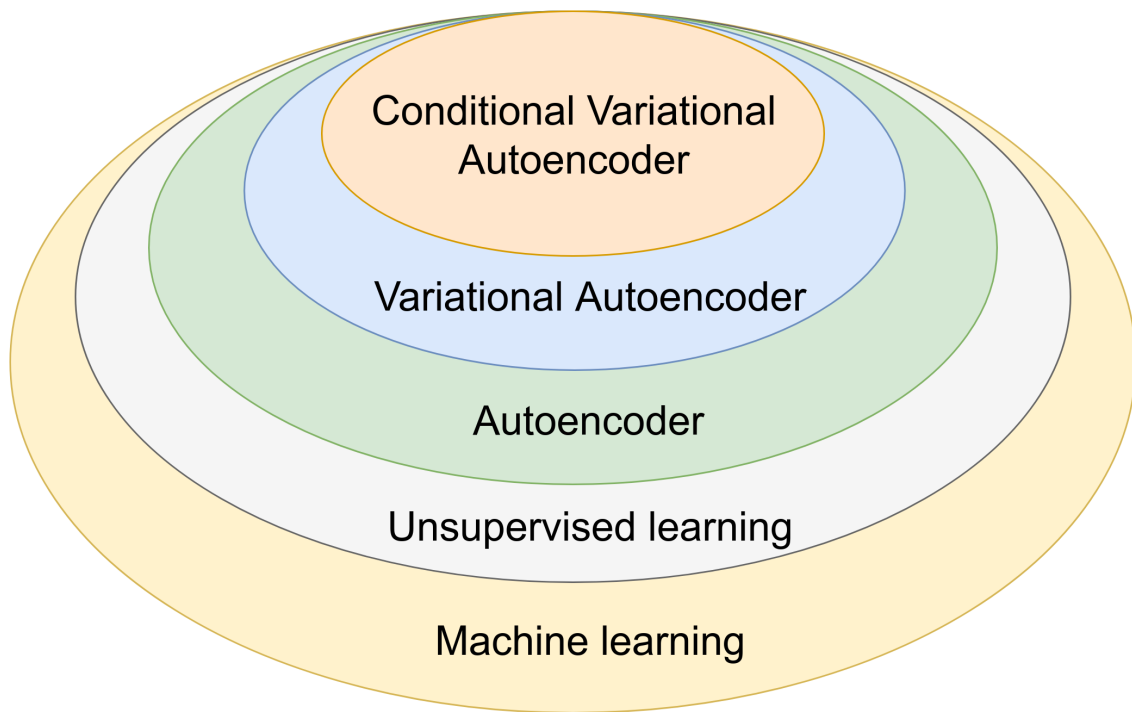 Conditional Variational
Autoencoder
Variational Autoencoder
Autoencoder
Unsupervised learning
Machine learning